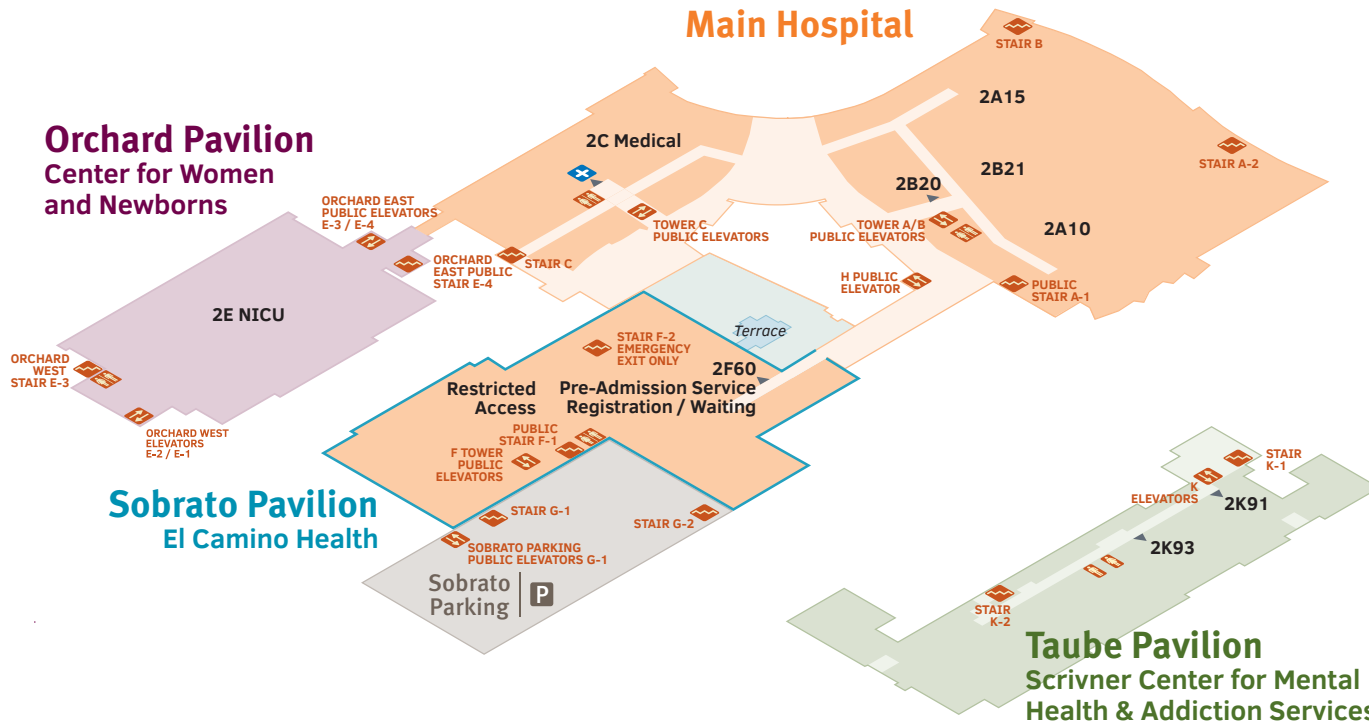 Main Hospital
STAIR B
2A15
2C Medical
STAIR A-2
2B21
2B20
Orchard Pavilion
Center for Women
and Newborns
ORCHARD EAST
PUBLIC ELEVATORS
E-3 / E-4
TOWER C
PUBLIC ELEVATORS
TOWER A/B
PUBLIC ELEVATORS
2A10
ORCHARD
EAST PUBLIC
STAIR E-4
STAIR C
H PUBLIC
ELEVATOR
PUBLIC
STAIR A-1
2E NICU
Terrace
STAIR F-2
EMERGENCY
EXIT ONLY
ORCHARD
WEST
STAIR E-3
2F60
Pre-Admission Service
Registration / Waiting
Restricted
Access
ORCHARD WEST
ELEVATORS
E-2 / E-1
PUBLIC
STAIR F-1
F TOWER
PUBLIC
ELEVATORS
Sobrato Pavilion
El Camino Health
STAIR G-1
STAIR G-2
SOBRATO PARKING
PUBLIC ELEVATORS G-1
Sobrato
Parking
P
STAIR
K-1
K
ELEVATORS
2K91
2K93
STAIR
K-2
Taube Pavilion
Scrivner Center for Mental
Health & Addiction Services